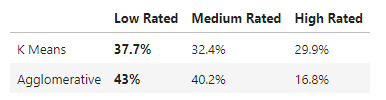 Low Rated Medium Rated High Rated
K Means 37.7% 32.4% 29.9%
Agglomerative 43% 40.2% 16.8%